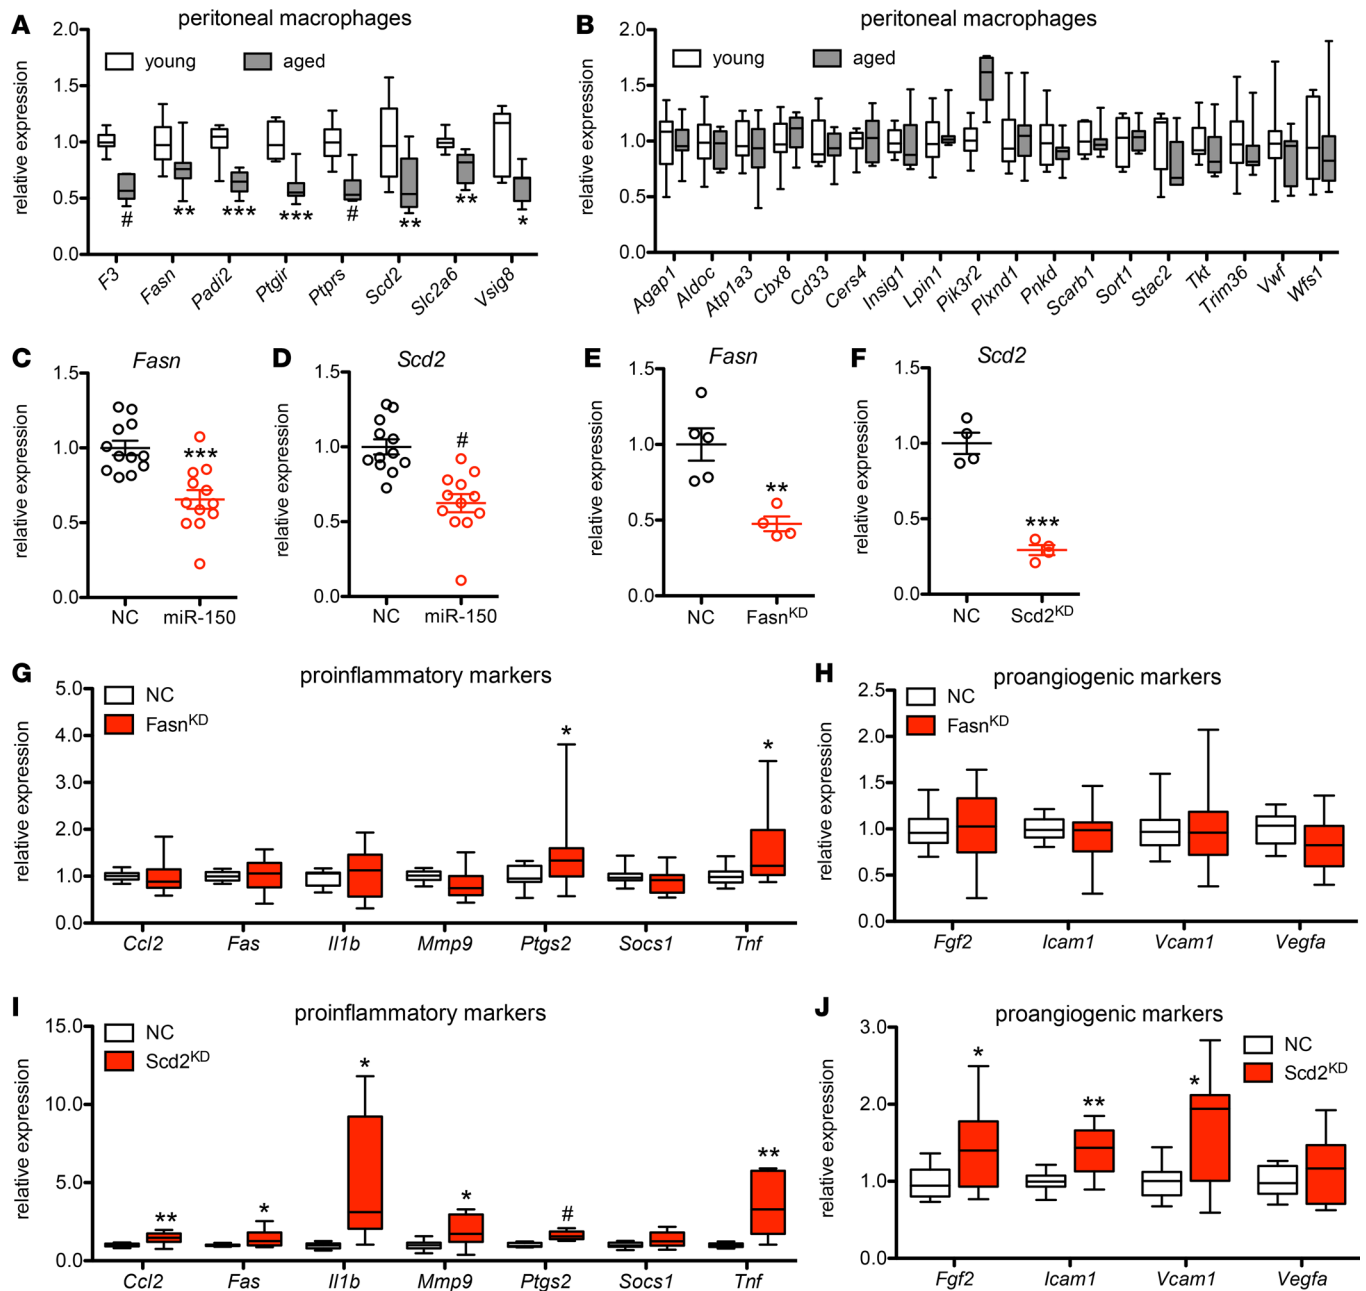 A
peritoneal macrophages
relative expression
2.0
1.5
1.0
0.5
0.0
young
aged
#
**
***
***
#
**
**
*
F3
Fasn
Padi2
Ptgir
Ptprs
Scd2
Slc2a6
Vsig8
B
peritoneal macrophages
relative expression
2.0
1.5
1.0
0.5
0.0
young
aged
Agap1
Aldoc
Atp1a3
Cbx8
Cd33
Cers4
Insig1
Lpin1
Pik3r2
Plxnd1
Pnkd
Scarb1
Sort1
Stac2
Tkt
Trim36
Vwf
Wfs1
C
Fasn
relative expression
1.5
1.0
0.5
0.0
***
NC
miR-150
D
Scd2
relative expression
1.5
1.0
0.5
0.0
#
NC
miR-150
E
Fasn
relative expression
1.5
1.0
0.5
0.0
**
NC
FasnKD
F
Scd2
relative expression
1.5
1.0
0.5
0.0
***
NC
Scd2KD
G
proinflammatory markers
relative expression
5.0
4.0
3.0
2.0
1.0
0.0
NC
FasnKD
*
*
Ccl2
Fas
Il1b
Mmp9
Ptgs2
Socs1
Tnf
H
proangiogenic markers
relative expression
2.5
2.0
1.5
1.0
0.5
0.0
NC
FasnKD
Fgf2
Icam1
Vcam1
Vegfa
I
proinflammatory markers
relative expression
15.0
10.0
5.0
0.0
NC
Scd2KD
**
*
*
*
#
**
Ccl2
Fas
Il1b
Mmp9
Ptgs2
Socs1
Tnf
J
proangiogenic markers
relative expression
3.0
2.0
1.0
0.0
NC
Scd2KD
*
**
*
Fgf2
Icam1
Vcam1
Vegfa